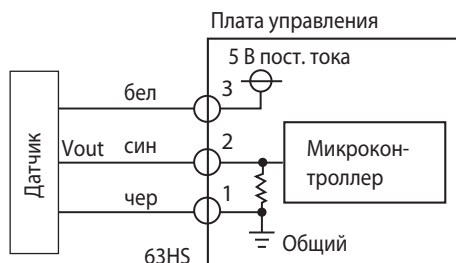 Плата управления
5 В пост. тока
бел
3
Датчик
Vout
син
2
Микрокон-
троллер
чер
1
Общий
63HS